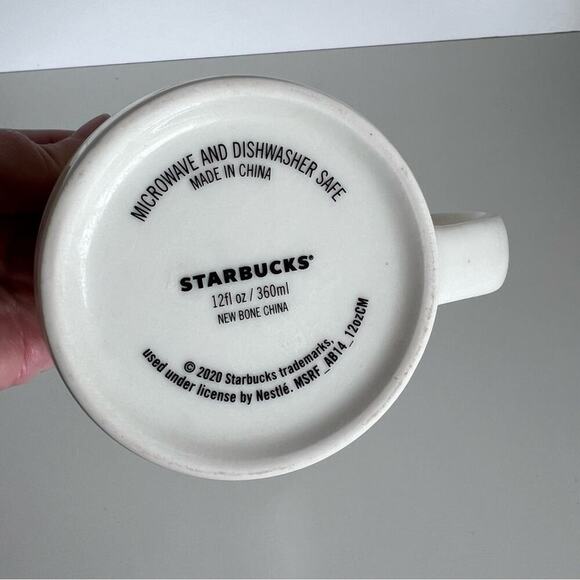 MICROWAVE AND DISHWASHER SAFE
MADE IN CHINA
STARBUCKS®
12fl oz / 360ml
NEW BONE CHINA
© 2020 Starbucks trademarks,
used under license by Nestlé. MSRF_AB14_12ozCM